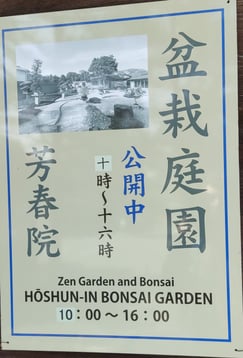 盆栽庭園
公開中
十時〜十六時
芳春院
Zen Garden and Bonsai
HŌSHUN-IN BONSAI GARDEN
10：00 〜 16：00